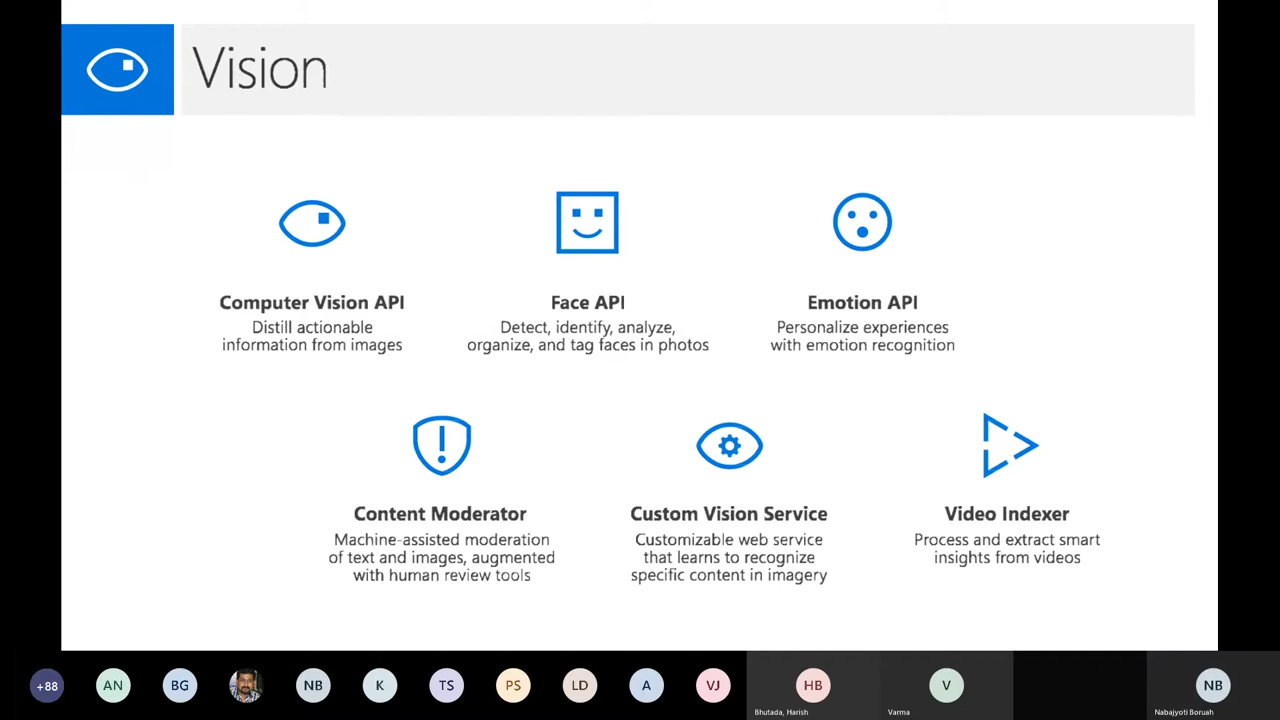 Vision
Computer Vision API
Distill actionable
information from images
Face API
Detect, identify, analyze,
organize, and tag faces in photos
Emotion API
Personalize experiences
with emotion recognition
Content Moderator
Machine-assisted moderation
of text and images, augmented
with human review tools
Custom Vision Service
Customizable web service
that learns to recognize
specific content in imagery
Video Indexer
Process and extract smart
insights from videos
+88
AN
BG
NB
K
TS
PS
LD
A
VJ
HB
Bhutada, Harish
V
Varma
NB
Nabajyoti Boruah